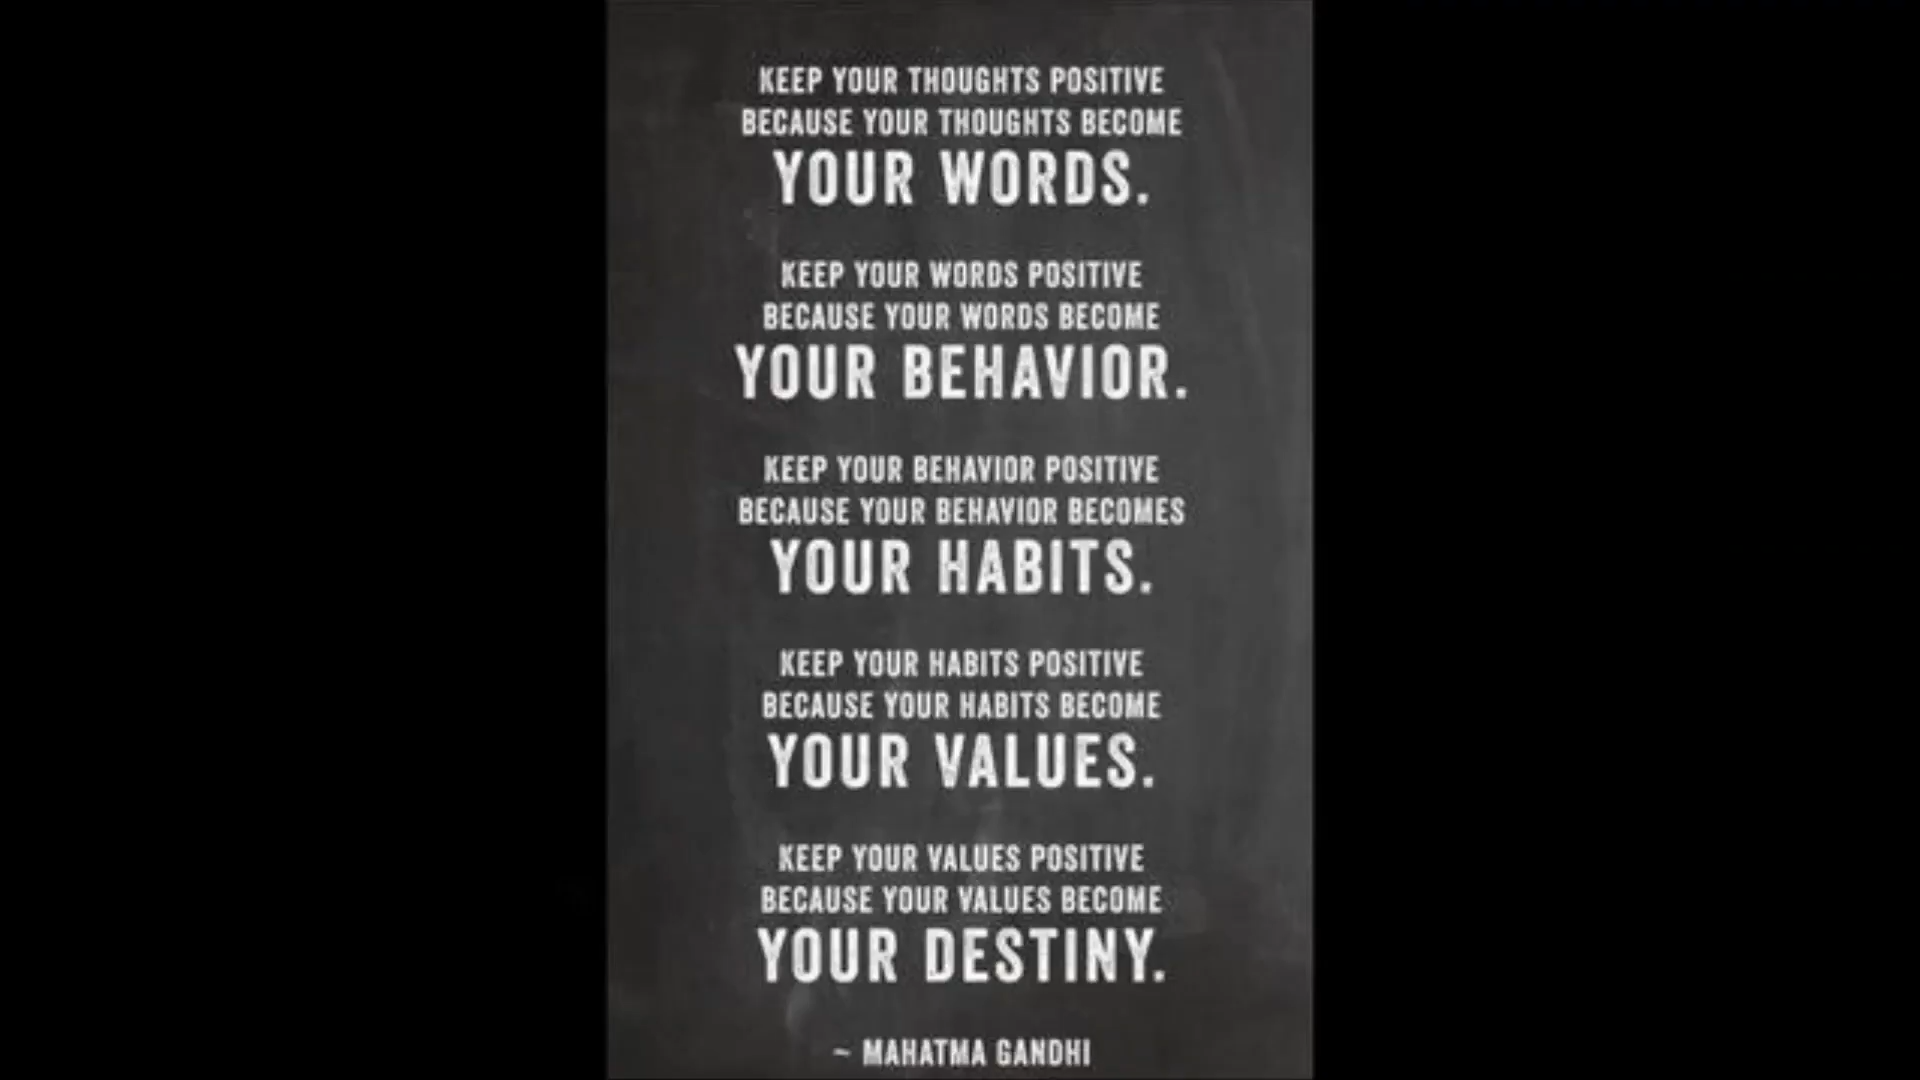 KEEP YOUR THOUGHTS POSITIVE
BECAUSE YOUR THOUGHTS BECOME
YOUR WORDS.
KEEP YOUR WORDS POSITIVE
BECAUSE YOUR WORDS BECOME
YOUR BEHAVIOR.
KEEP YOUR BEHAVIOR POSITIVE
BECAUSE YOUR BEHAVIOR BECOMES
YOUR HABITS.
KEEP YOUR HABITS POSITIVE
BECAUSE YOUR HABITS BECOME
YOUR VALUES.
KEEP YOUR VALUES POSITIVE
BECAUSE YOUR VALUES BECOME
YOUR DESTINY.
~ MAHATMA GANDHI